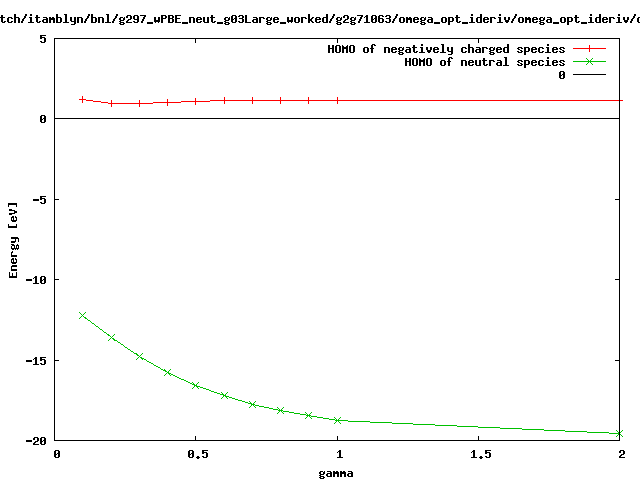 tch/itamblyn/bnl/g297_wPBE_neut_g03Large_worked/g2g71063/omega_opt_ideriv/omega_opt_ideriv/
HOMO of negatively charged species
HOMO of neutral species
0
5
0
-5
-10
-15
-20
Energy [eV]
0 0.5 1 1.5 2
gamma